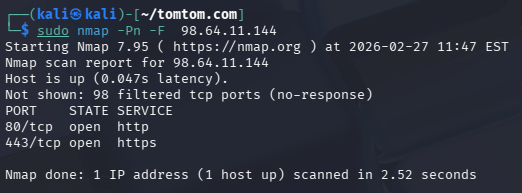 ┌──(kali㉿kali)-[~/tomtom.com]
└─$ sudo nmap -Pn -F  98.64.11.144
Starting Nmap 7.95 ( https://nmap.org ) at 2026-02-27 11:47 EST
Nmap scan report for 98.64.11.144
Host is up (0.047s latency).
Not shown: 98 filtered tcp ports (no-response)
PORT    STATE SERVICE
80/tcp  open  http
443/tcp open  https
Nmap done: 1 IP address (1 host up) scanned in 2.52 seconds